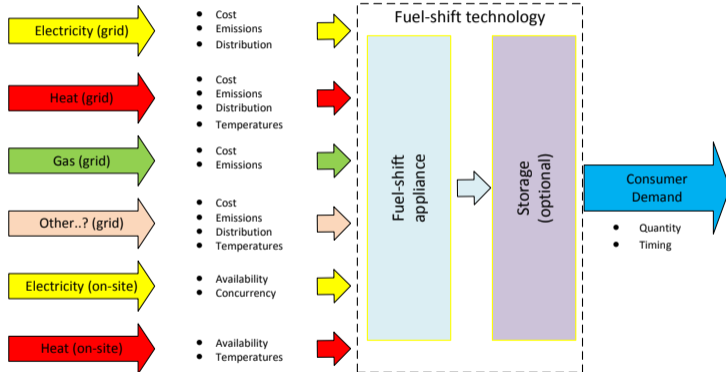 Fuel-shift technology
Electricity (grid)
• Cost
• Emissions
• Distribution
Heat (grid)
• Cost
• Emissions
• Distribution
• Temperatures
Gas (grid)
• Cost
• Emissions
Other..? (grid)
• Cost
• Emissions
• Distribution
• Temperatures
Electricity (on-site)
• Availability
• Concurrency
Heat (on-site)
• Availability
• Temperatures
Fuel-shift
appliance
Storage
(optional)
Consumer
Demand
• Quantity
• Timing